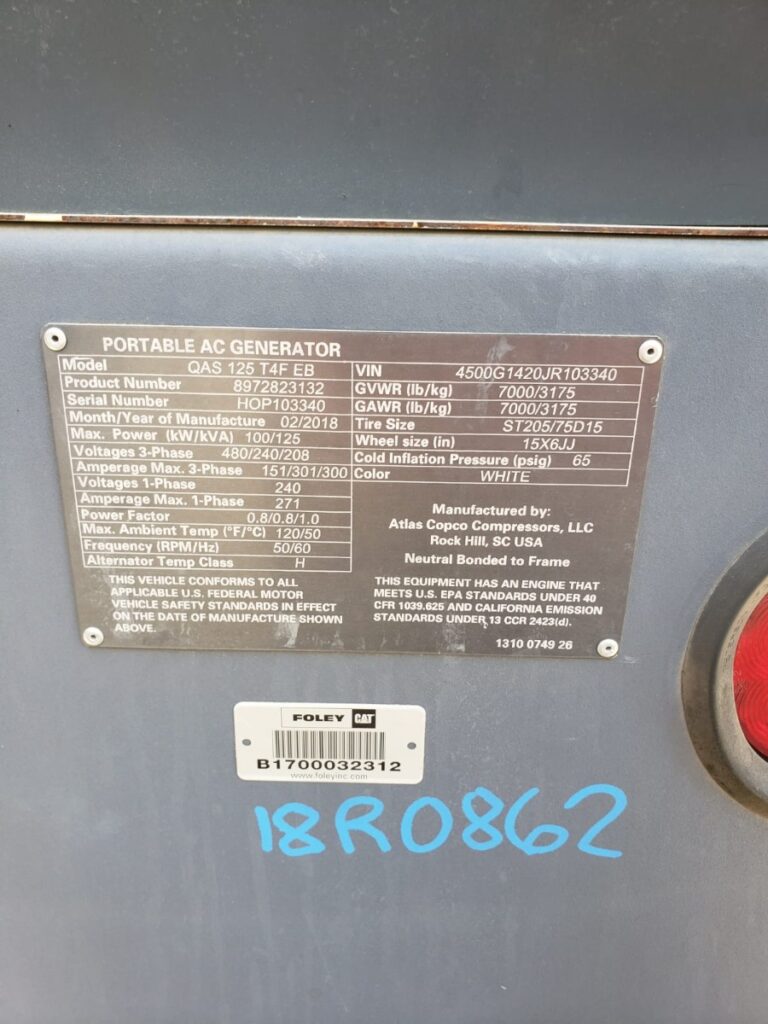 PORTABLE AC GENERATOR
Model QAS 125 T4F EB
Product Number 8972823132
Serial Number HOP103340
Month/Year of Manufacture 02/2018
Max. Power (kW/kVA) 100/125
Voltages 3-Phase 480/240/208
Amperage Max. 3-Phase 151/301/300
Voltages 1-Phase 240
Amperage Max. 1-Phase 271
Power Factor 0.8/0.8/1.0
Max. Ambient Temp (°F/°C) 120/50
Frequency (RPM/Hz) 50/60
Alternator Temp Class H
THIS VEHICLE CONFORMS TO ALL
APPLICABLE U.S. FEDERAL MOTOR
VEHICLE SAFETY STANDARDS IN EFFECT
ON THE DATE OF MANUFACTURE SHOWN
ABOVE.
VIN 4500G1420JR103340
GVWR (lb/kg) 7000/3175
GAWR (lb/kg) 7000/3175
Tire Size ST205/75D15
Wheel size (in) 15X6JJ
Cold Inflation Pressure (psig) 65
Color WHITE
Manufactured by:
Atlas Copco Compressors, LLC
Rock Hill, SC USA
Neutral Bonded to Frame
THIS EQUIPMENT HAS AN ENGINE THAT
MEETS U.S. EPA STANDARDS UNDER 40
CFR 1039.625 AND CALIFORNIA EMISSION
STANDARDS UNDER 13 CCR 2423(d).
1310 0749 26
FOLEY CAT
B1700032312
www.foleyinc.com
18R0862